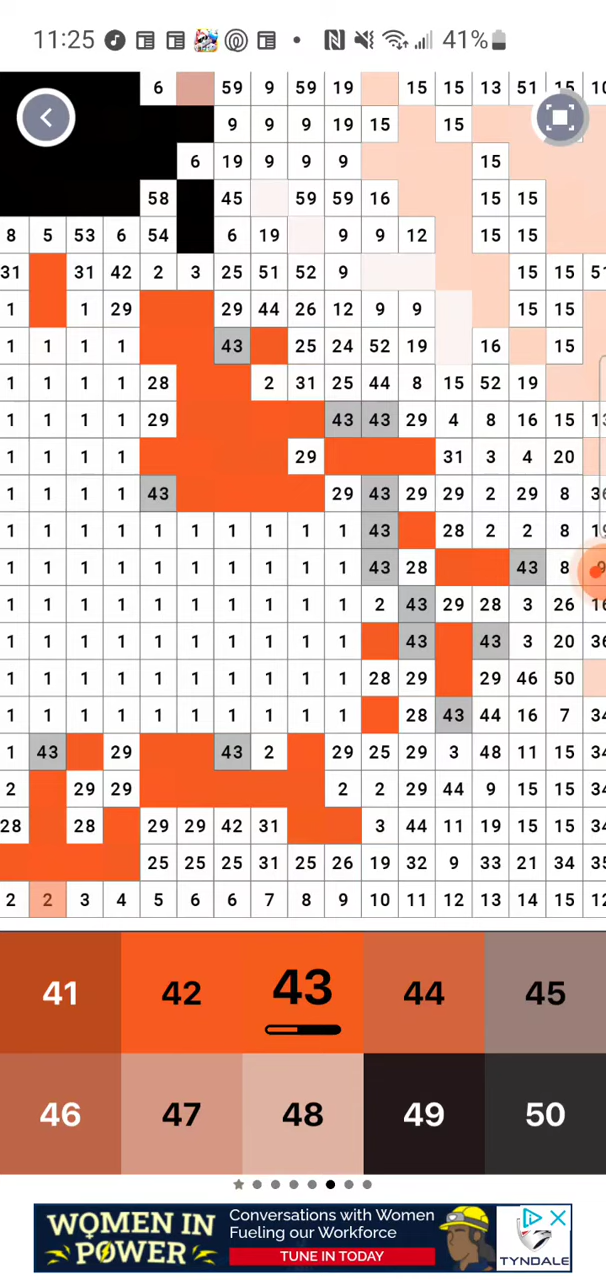 11:25 41%
6 59 9 59 19 15 15 13 51 15
9 9 9 19 15 15
6 19 9 9 9 15
58 45 59 59 16 15 15
8 5 53 6 54 6 19 9 9 12 15 15
31 31 42 2 3 25 51 52 9 15 15
1 1 29 29 44 26 12 9 9 15 15
1 1 1 1 43 25 24 52 19 16 15
1 1 1 1 28 2 31 25 44 8 15 52 19
1 1 1 1 29 43 43 29 4 8 16 15
1 1 1 1 29 31 3 4 20
1 1 1 1 43 29 43 29 29 2 29 8
1 1 1 1 1 1 1 1 1 1 43 28 2 2 8
1 1 1 1 1 1 1 1 1 1 43 28 43 8
1 1 1 1 1 1 1 1 1 1 2 43 29 28 3 26
1 1 1 1 1 1 1 1 1 1 43 43 3 20
1 1 1 1 1 1 1 1 1 1 28 29 29 46 50
1 1 1 1 1 1 1 1 1 1 28 43 44 16 7
1 43 29 43 2 29 25 29 3 48 11 15
2 29 29 2 2 29 44 9 15 15
28 28 29 29 42 31 3 44 11 19 15 15
25 25 25 31 25 26 19 32 9 33 21 34
2 2 3 4 5 6 6 7 8 9 10 11 12 13 14 15
41 42 43 44 45
46 47 48 49 50
WOMEN IN
POWER
Conversations with Women
Fueling our Workforce
TUNE IN TODAY
TYNDALE